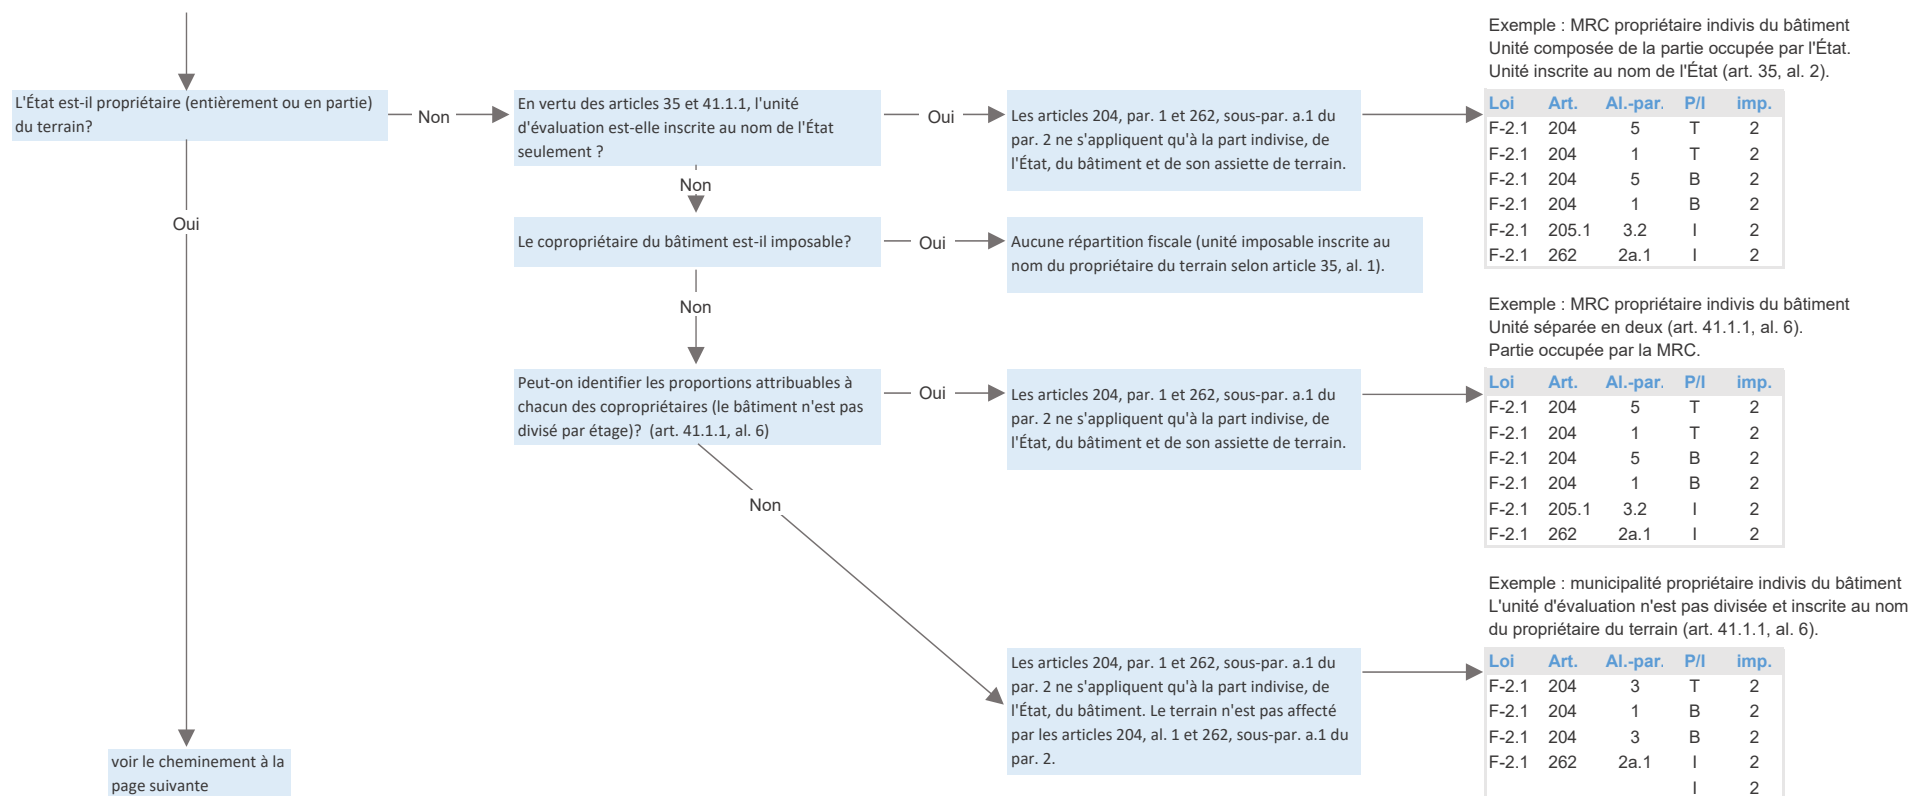 L'État est-il propriétaire (entièrement ou en partie)
du terrain?
Non
En vertu des articles 35 et 41.1.1, l'unité
d'évaluation est-elle inscrite au nom de l'État
seulement ?
Oui
Les articles 204, par. 1 et 262, sous-par. a.1 du
par. 2 ne s'appliquent qu'à la part indivise, de
l'État, du bâtiment et de son assiette de terrain.
Exemple : MRC propriétaire indivis du bâtiment
Unité composée de la partie occupée par l'État.
Unité inscrite au nom de l'État (art. 35, al. 2).
Loi Art. Al.-par. P/I imp.
F-2.1 204 5 T 2
F-2.1 204 1 T 2
F-2.1 204 5 B 2
F-2.1 204 1 B 2
F-2.1 205.1 3.2 I 2
F-2.1 262 2a.1 I 2
Non
Oui
Le copropriétaire du bâtiment est-il imposable?
Oui
Aucune répartition fiscale (unité imposable inscrite au
nom du propriétaire du terrain selon article 35, al. 1).
Non
Peut-on identifier les proportions attribuables à
chacun des copropriétaires (le bâtiment n'est pas
divisé par étage)? (art. 41.1.1, al. 6)
Oui
Les articles 204, par. 1 et 262, sous-par. a.1 du
par. 2 ne s'appliquent qu'à la part indivise, de
l'État, du bâtiment et de son assiette de terrain.
Exemple : MRC propriétaire indivis du bâtiment
Unité séparée en deux (art. 41.1.1, al. 6).
Partie occupée par la MRC.
Loi Art. Al.-par. P/I imp.
F-2.1 204 5 T 2
F-2.1 204 1 T 2
F-2.1 204 5 B 2
F-2.1 204 1 B 2
F-2.1 205.1 3.2 I 2
F-2.1 262 2a.1 I 2
Non
Les articles 204, par. 1 et 262, sous-par. a.1 du
par. 2 ne s'appliquent qu'à la part indivise, de
l'État, du bâtiment. Le terrain n'est pas affecté
par les articles 204, al. 1 et 262, sous-par. a.1 du
par. 2.
Exemple : municipalité propriétaire indivis du bâtiment
L'unité d'évaluation n'est pas divisée et inscrite au nom
du propriétaire du terrain (art. 41.1.1, al. 6).
Loi Art. Al.-par. P/I imp.
F-2.1 204 3 T 2
F-2.1 204 1 B 2
F-2.1 204 3 B 2
F-2.1 262 2a.1 I 2
I 2
voir le cheminement à la
page suivante